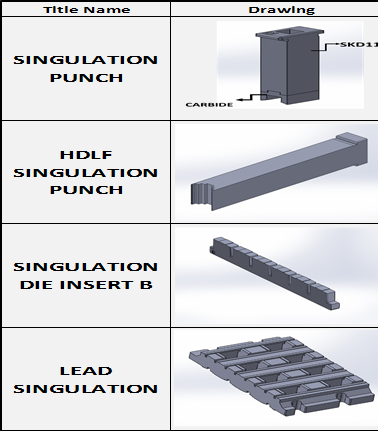 Title Name
Drawing
SINGULATION
PUNCH
SKD11
CARBIDE
HDLF
SINGULATION
PUNCH
SINGULATION
DIE INSERT B
LEAD
SINGULATION